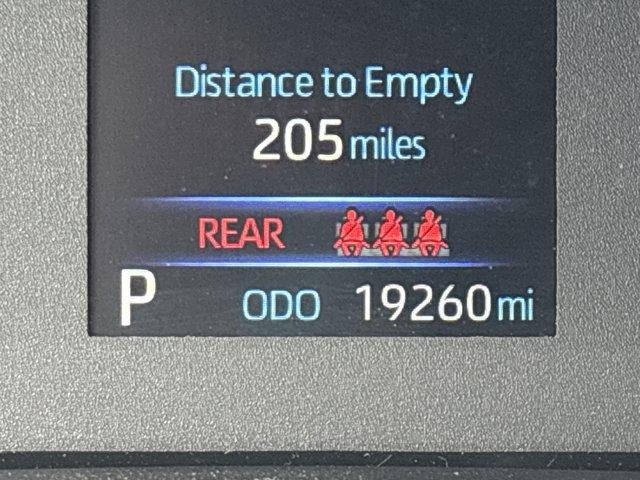 Distance to Empty
205 miles
REAR
P ODO 19260 mi